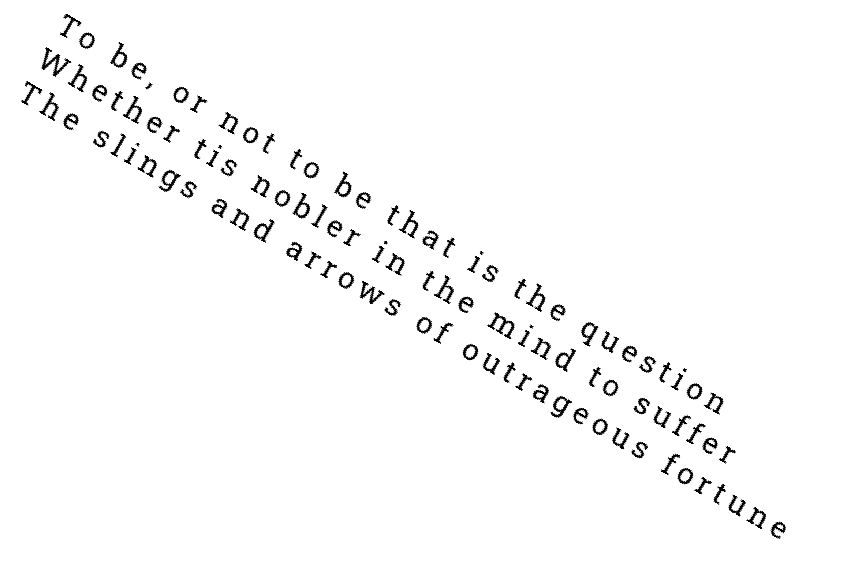 To be, or not to be that is the question
Whether tis nobler in the mind to suffer
The slings and arrows of outrageous fortune